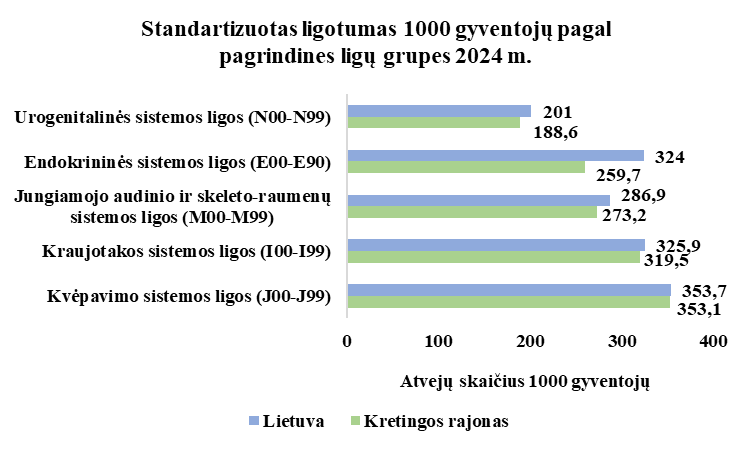 Standartizuotas ligotumas 1000 gyventojų pagal
pagrindines ligų grupes 2024 m.
Urogenitalinės sistemos ligos (N00-N99)
201
188,6
Endokrininės sistemos ligos (E00-E90)
324
259,7
Jungiamojo audinio ir skeleto-raumenų
sistemos ligos (M00-M99)
286,9
273,2
Kraujotakos sistemos ligos (I00-I99)
325,9
319,5
Kvėpavimo sistemos ligos (J00-J99)
353,7
353,1
0 100 200 300 400
Atvejų skaičius 1000 gyventojų
Lietuva Kretingos rajonas